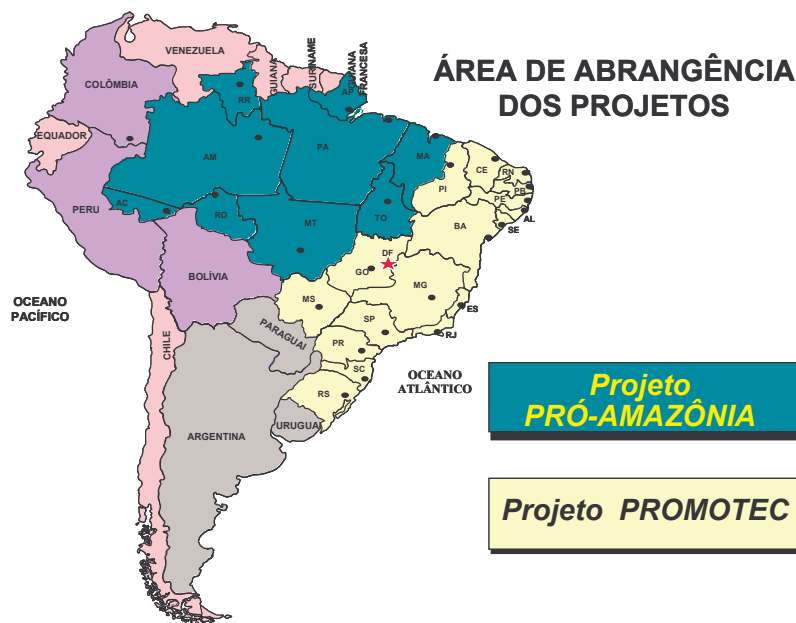 ÁREA DE ABRANGÊNCIA
DOS PROJETOS
VENEZUELA
GUIANA
SURINAME
GUIANA
FRANCESA
COLÔMBIA
RR
AP
EQUADOR
AM
PA
MA
CE
RN
PB
PI
PE
AL
SE
PERU
AC
RO
MT
TO
BA
DF
GO
BOLÍVIA
MG
MS
ES
OCEANO
PACÍFICO
SP
RJ
PARAGUAI
CHILE
PR
SC
OCEANO
ATLÂNTICO
RS
URUGUAI
ARGENTINA
Projeto
PRÓ-AMAZÔNIA
Projeto PROMOTEC